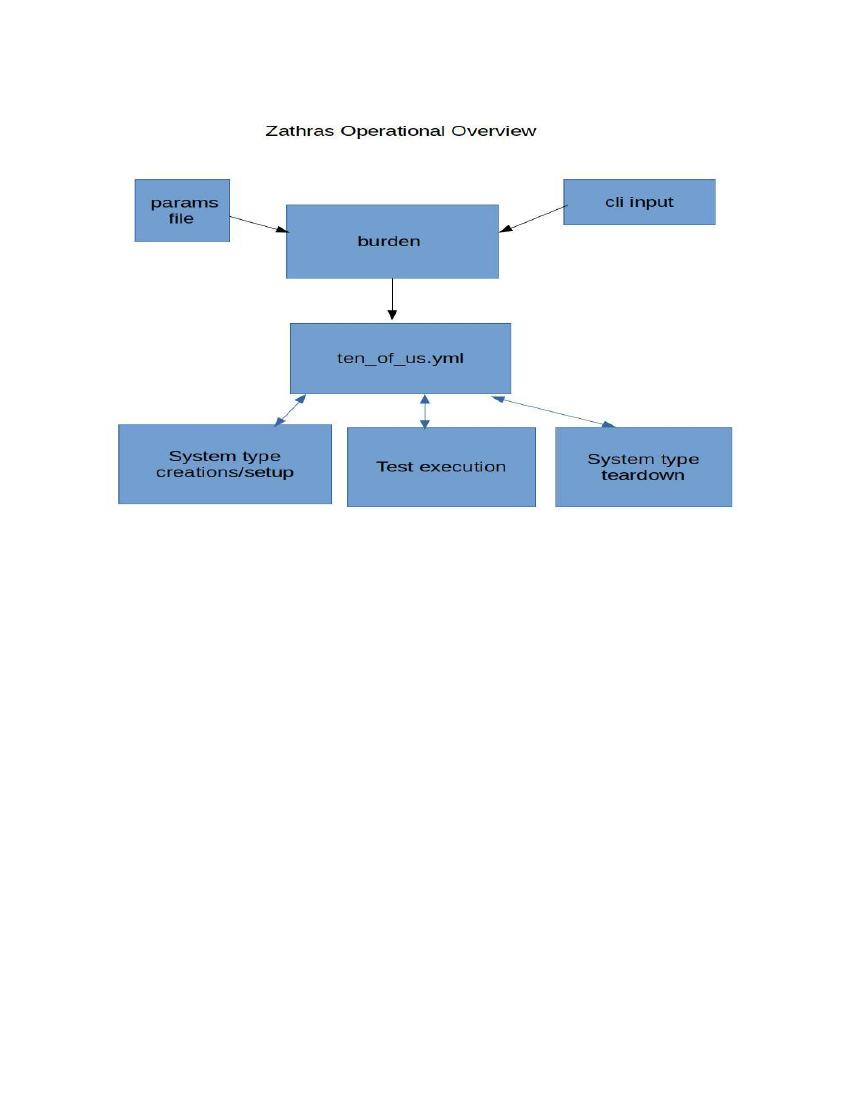 Zathras Operational Overview
params
file
cli input
burden
ten_of_us.yml
System type
creations/setup
Test execution
System type
teardown